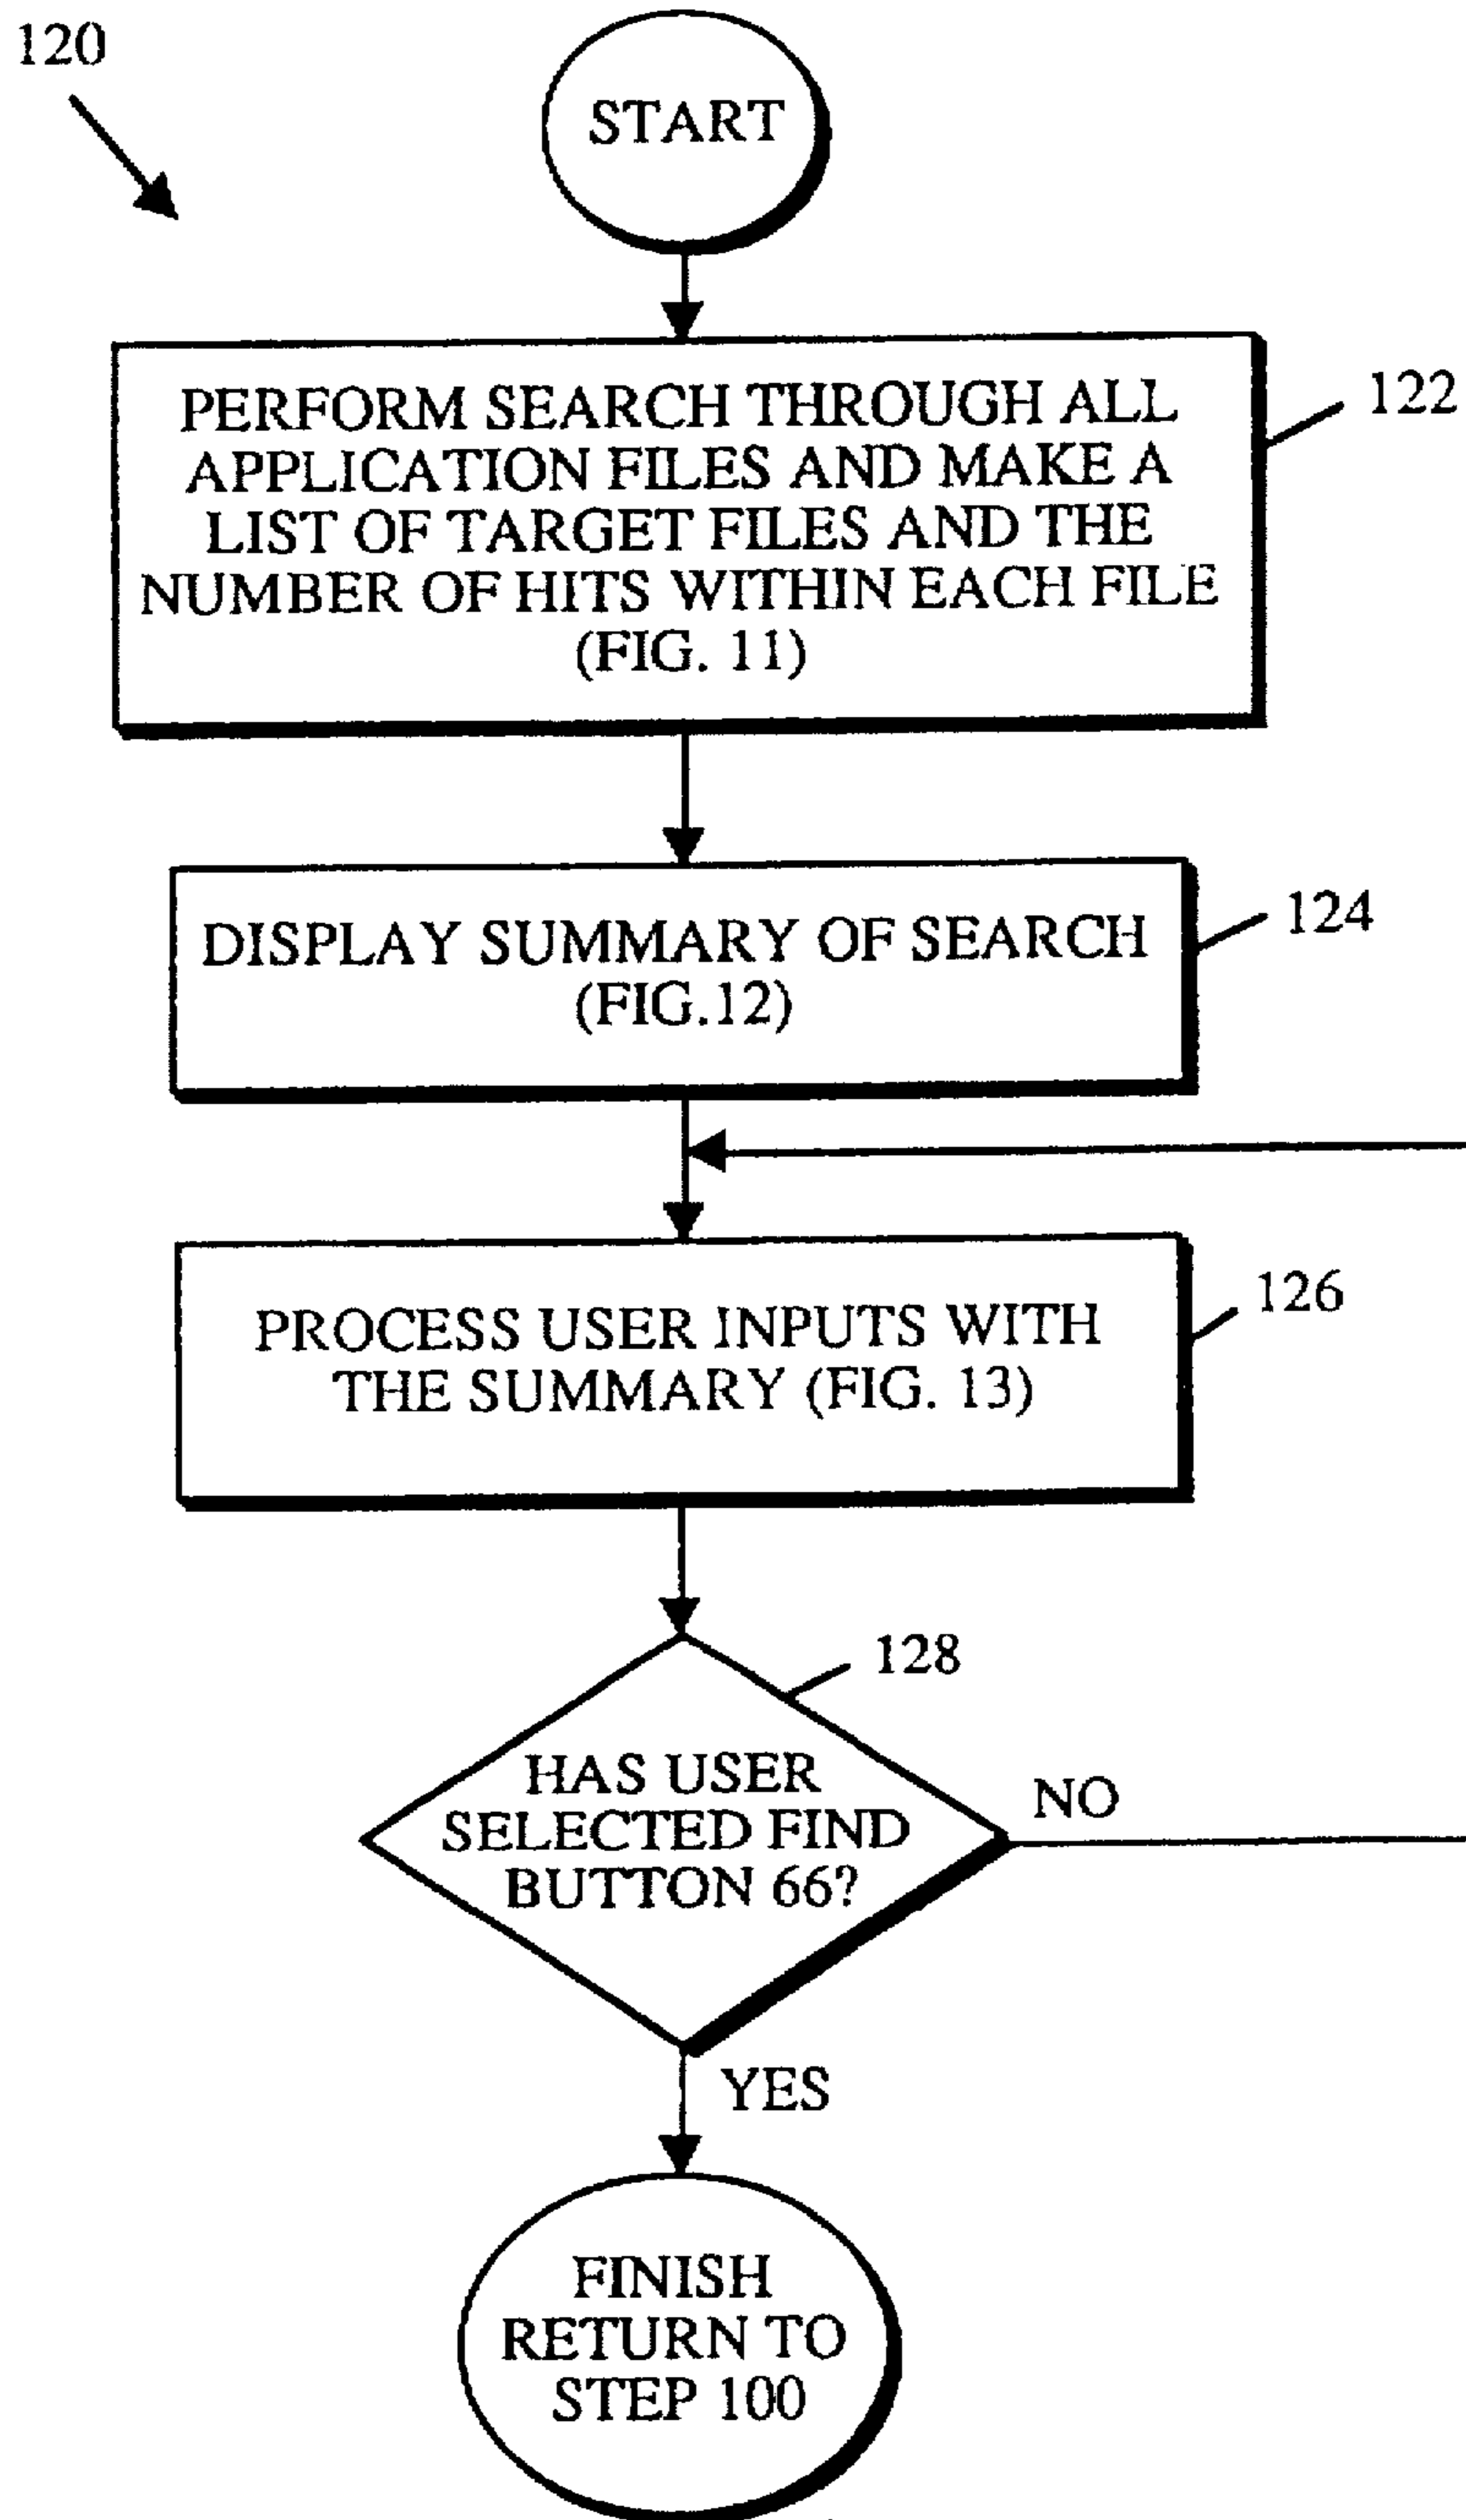 120
START
PERFORM SEARCH THROUGH ALL
APPLICATION FILES AND MAKE A
LIST OF TARGET FILES AND THE
NUMBER OF HITS WITHIN EACH FILE
(FIG. 11)
122
DISPLAY SUMMARY OF SEARCH
(FIG.12)
124
PROCESS USER INPUTS WITH
THE SUMMARY (FIG. 13)
126
128
HAS USER
SELECTED FIND
BUTTON 66?
NO
YES
FINISH
RETURN TO
STEP 100